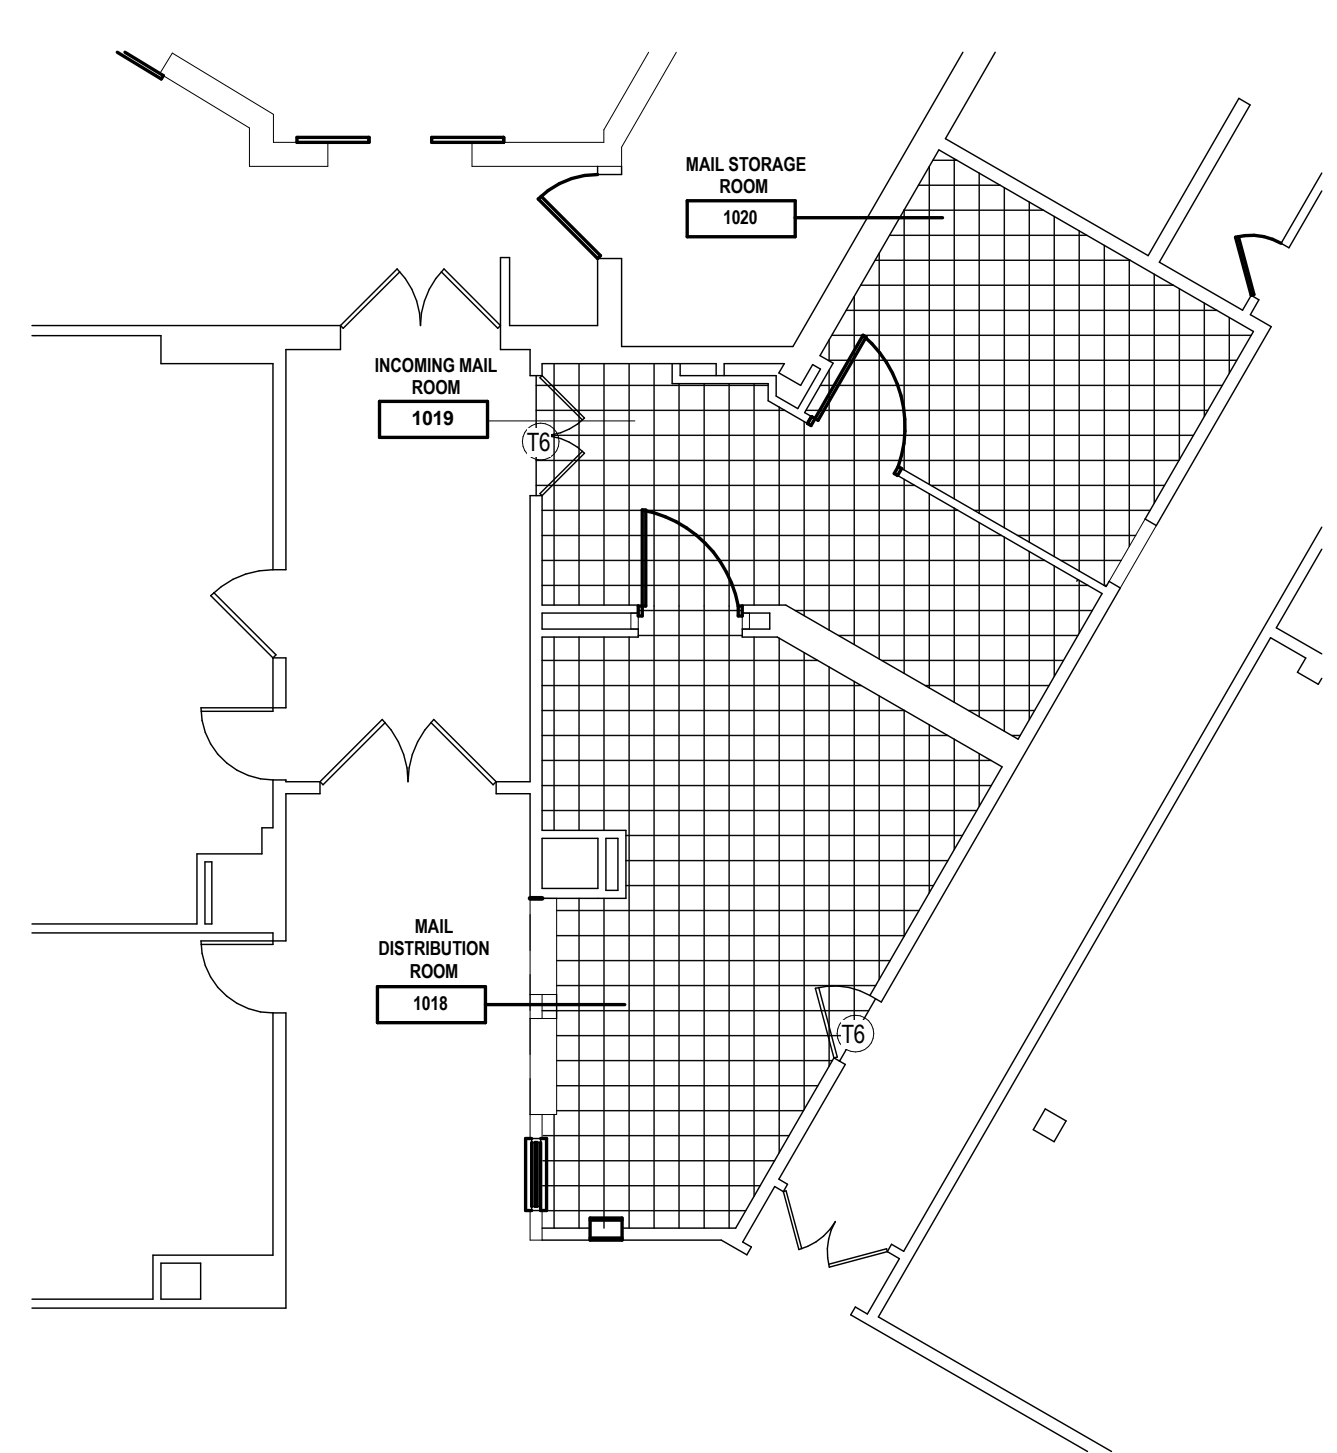 MAIL STORAGE
ROOM
1020
INCOMING MAIL
ROOM
1019
T6
MAIL
DISTRIBUTION
ROOM
1018
T6